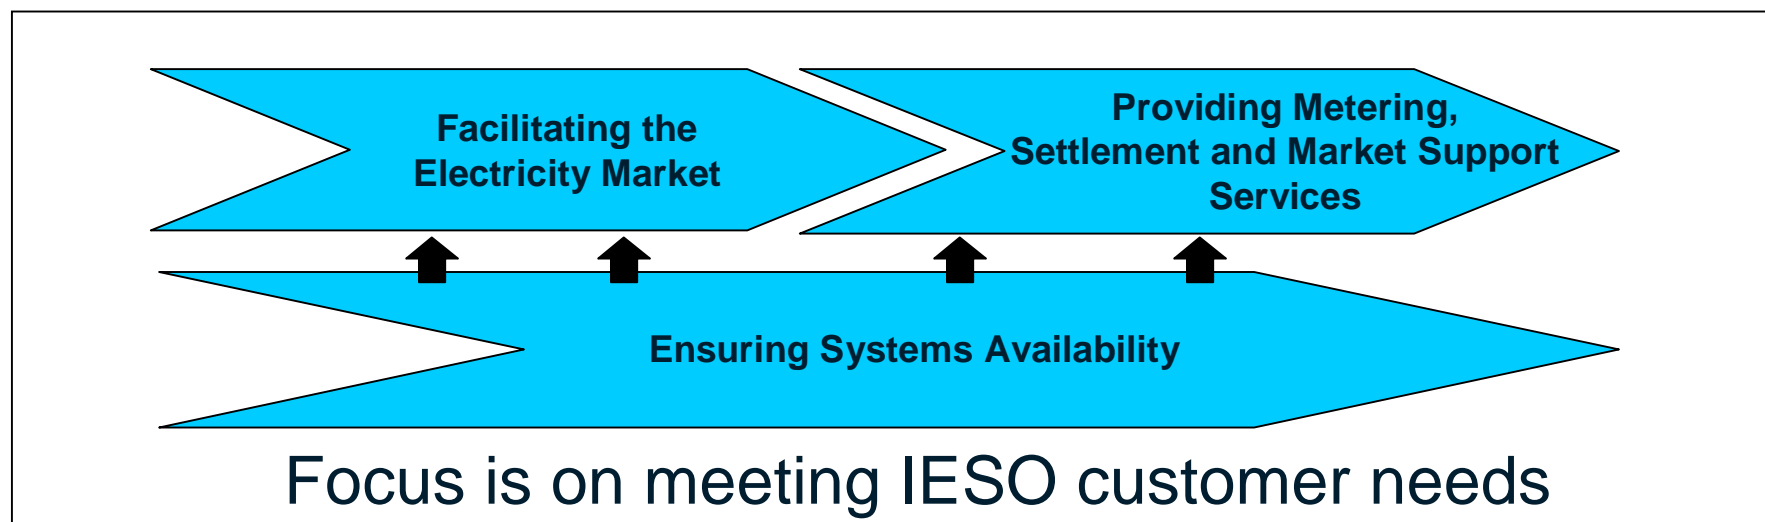 Facilitating the
Electricity Market
Providing Metering,
Settlement and Market Support
Services
Ensuring Systems Availability
Focus is on meeting IESO customer needs